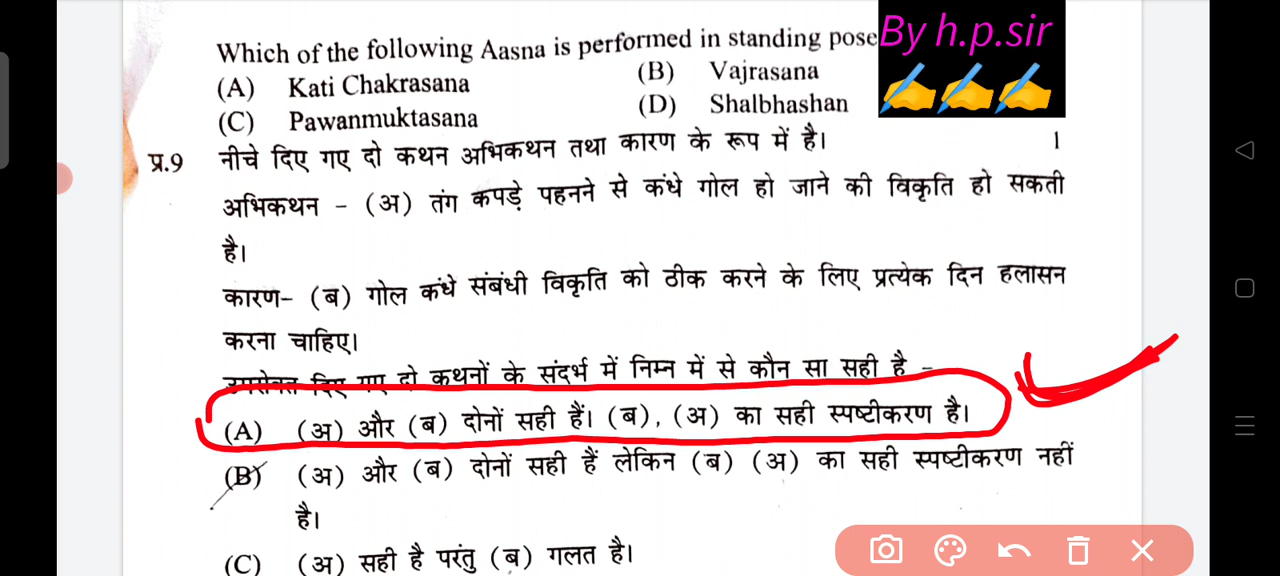 Which of the following Aasna is performed in standing pose
By h.p.sir
(A) Kati Chakrasana (B) Vajrasana
(C) Pawanmuktasana (D) Shalbhashan
1
प्र.9 नीचे दिए गए दो कथन अभिकथन तथा कारण के रूप में है।
अभिकथन - (अ) तंग कपड़े पहनने से कंधे गोल हो जाने की विकृति हो सकती
है।
कारण- (ब) गोल कंधे संबंधी विकृति को ठीक करने के लिए प्रत्येक दिन हलासन
करना चाहिए।
उपरोक्त दिए गए दो कथनों के संदर्भ में निम्न में से कौन सा सही है -
(A) (अ) और (ब) दोनों सही हैं। (ब), (अ) का सही स्पष्टीकरण है।
(B) (अ) और (ब) दोनों सही हैं लेकिन (ब) (अ) का सही स्पष्टीकरण नहीं
है।
(C) (अ) सही है परंतु (ब) गलत है।